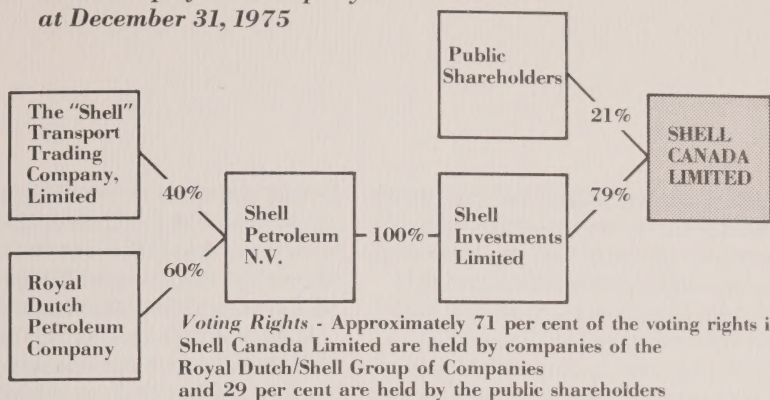 at December 31, 1975
Public
Shareholders
21%
The "Shell"
Transport
Trading
Company,
Limited
SHELL
CANADA
LIMITED
40%
79%
Shell
Petroleum
N.V.
100%
Shell
Investments
Limited
60%
Royal
Dutch
Petroleum
Company
Voting Rights - Approximately 71 per cent of the voting rights i
Shell Canada Limited are held by companies of the
Royal Dutch/Shell Group of Companies
and 29 per cent are held by the public shareholders